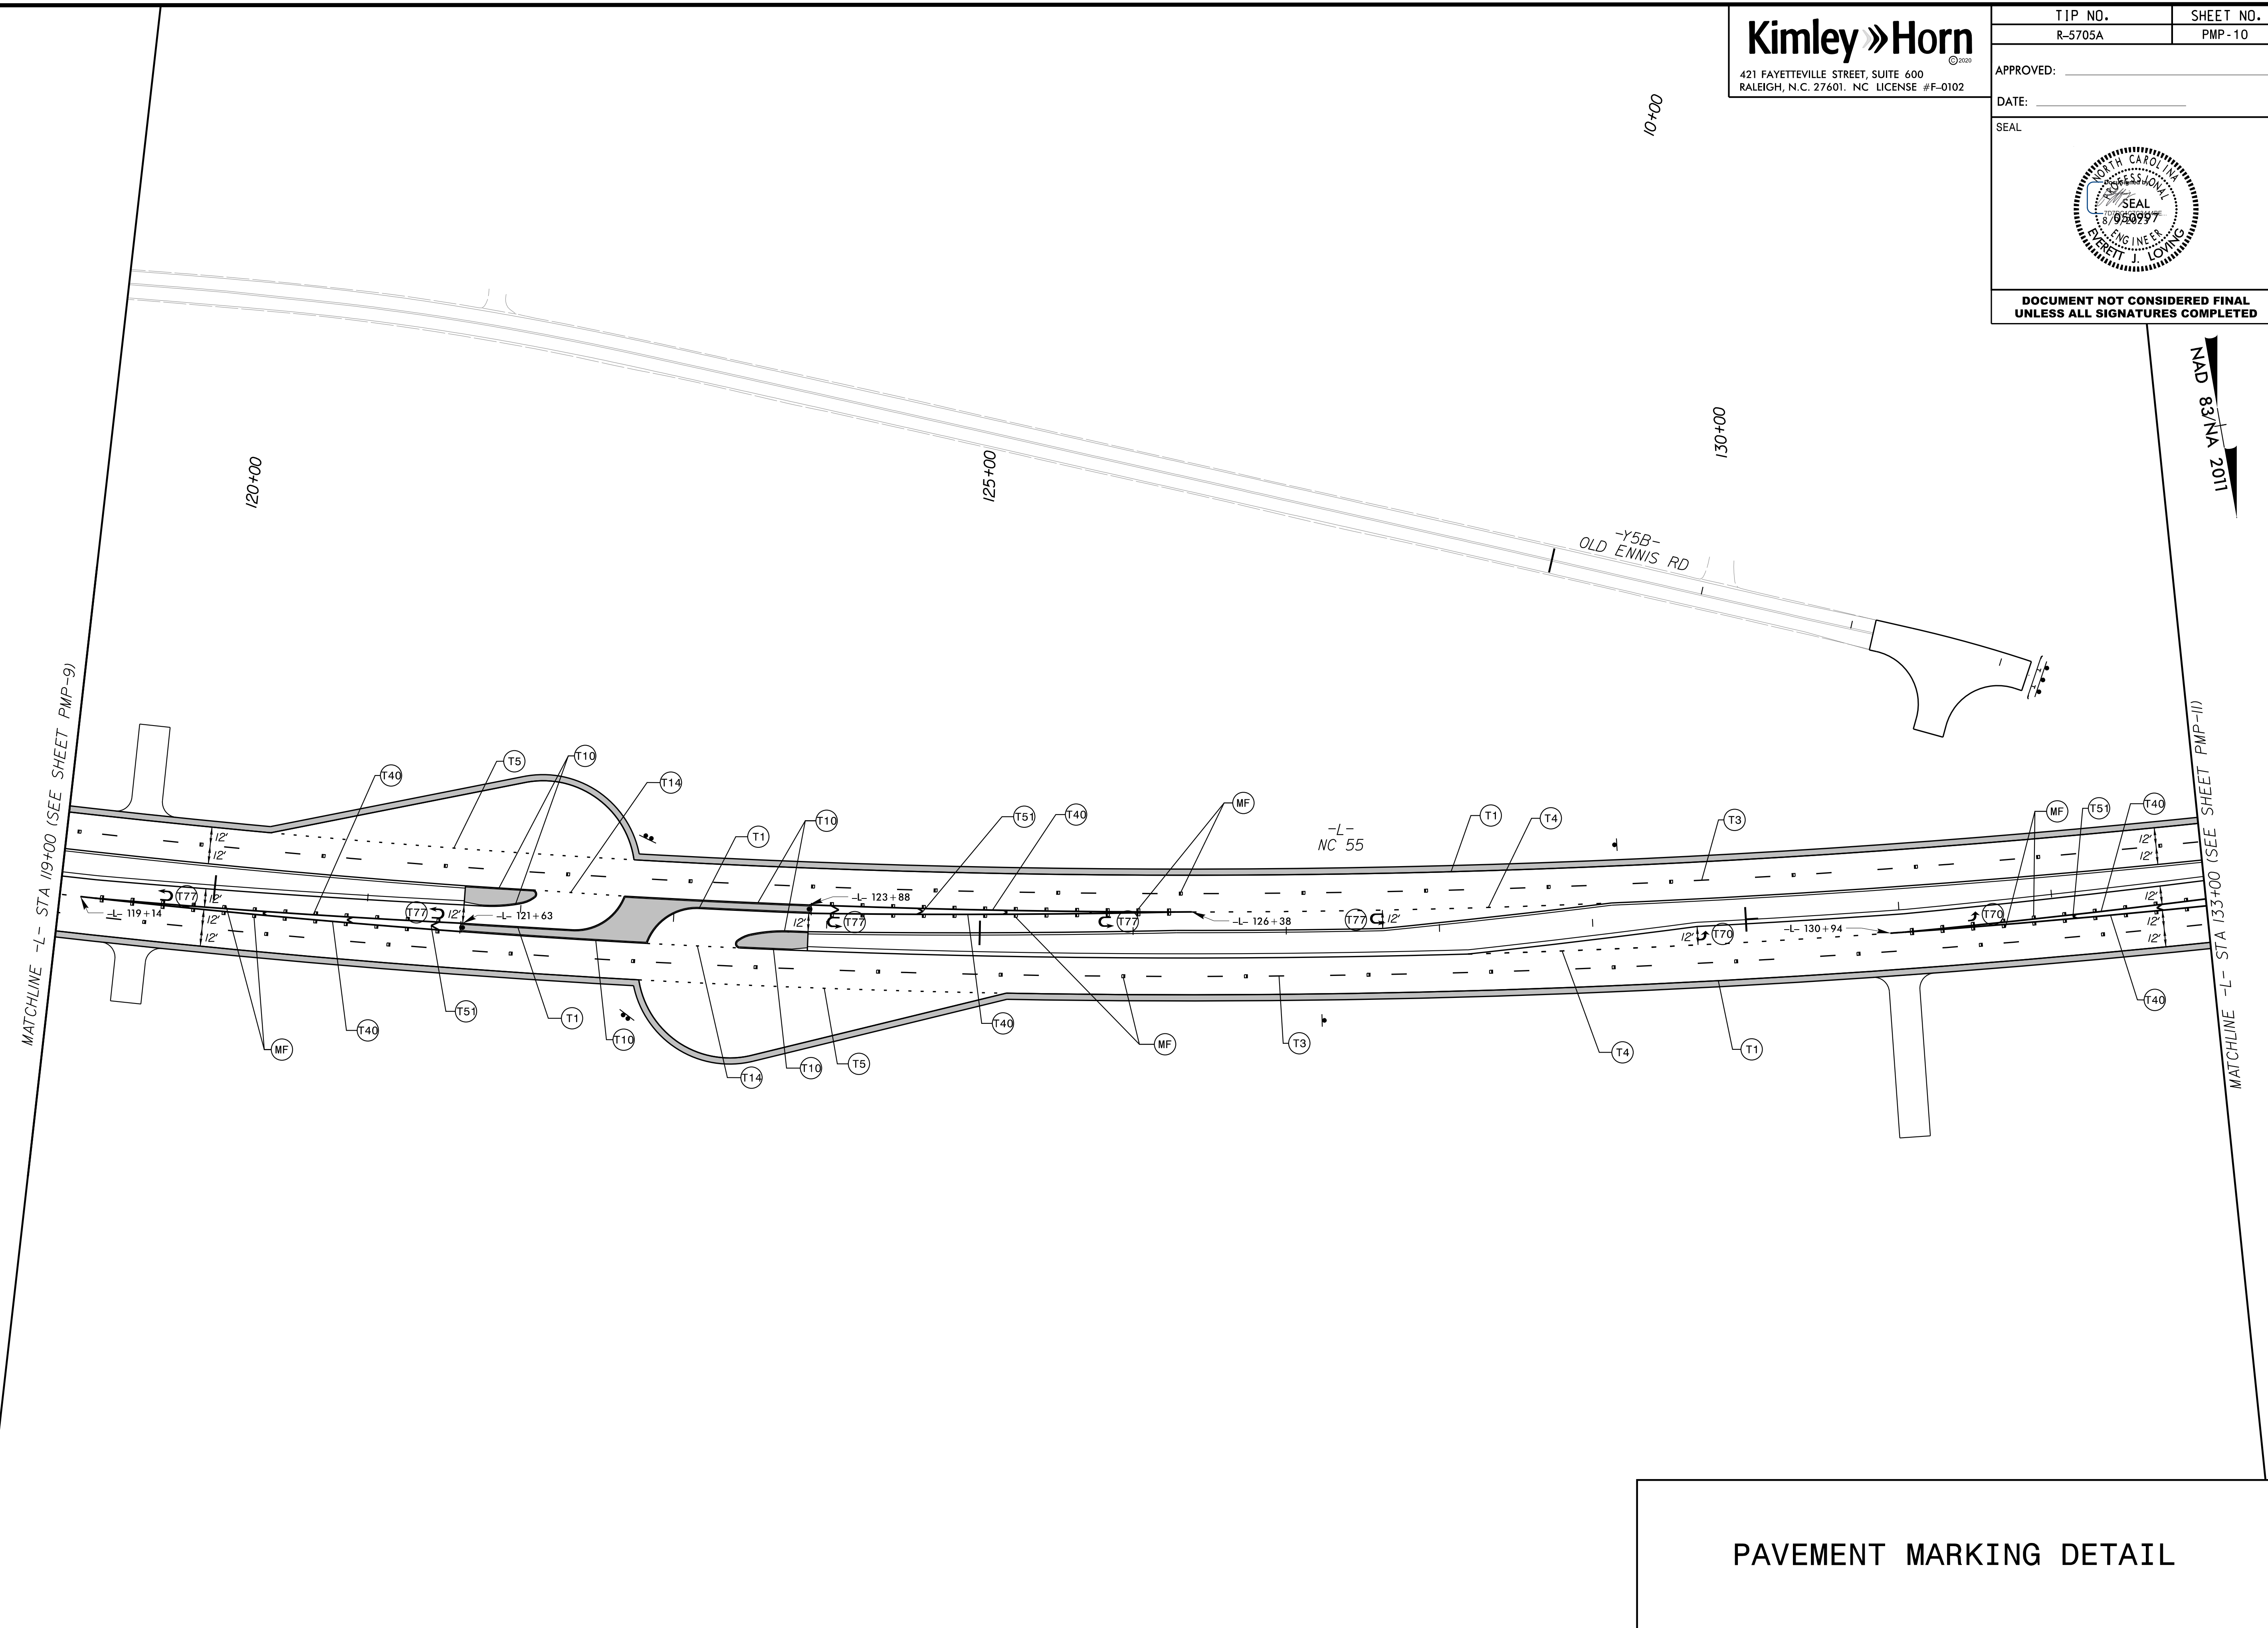 Kimley»Horn
© 2020
421 FAYETTEVILLE STREET, SUITE 600
RALEIGH, N.C. 27601. NC LICENSE #F–0102
TIP NO.
SHEET NO.
R–5705A
PMP-10
APPROVED:
DATE:
SEAL
NORTH CAROLINA
PROFESSIONAL
SEAL
050997
ENGINEER
EVERETT J. LOVING
DOCUMENT NOT CONSIDERED FINAL
UNLESS ALL SIGNATURES COMPLETED
NAD 83/NA 2011
10+00
120+00
125+00
130+00
-Y5B-
OLD ENNIS RD
MATCHLINE -L- STA 119+00 (SEE SHEET PMP-9)
MATCHLINE -L- STA 133+00 (SEE SHEET PMP-11)
T40
T5
T10
T14
T1
T10
T51
T40
MF
-L-
NC 55
T1
T4
T3
MF
T51
T40
12'
12'
12'
12'
T77
12'
12'
12'
–L– 119+14
T77
12'
–L– 121+63
–L– 123+88
12'
T77
T77
–L– 126+38
T77
12'
12'
T70
–L– 130+94
T70
12'
12'
12'
MF
T40
T51
T1
T10
T14
T10
T5
T40
MF
T3
T4
T1
T40
PAVEMENT MARKING DETAIL